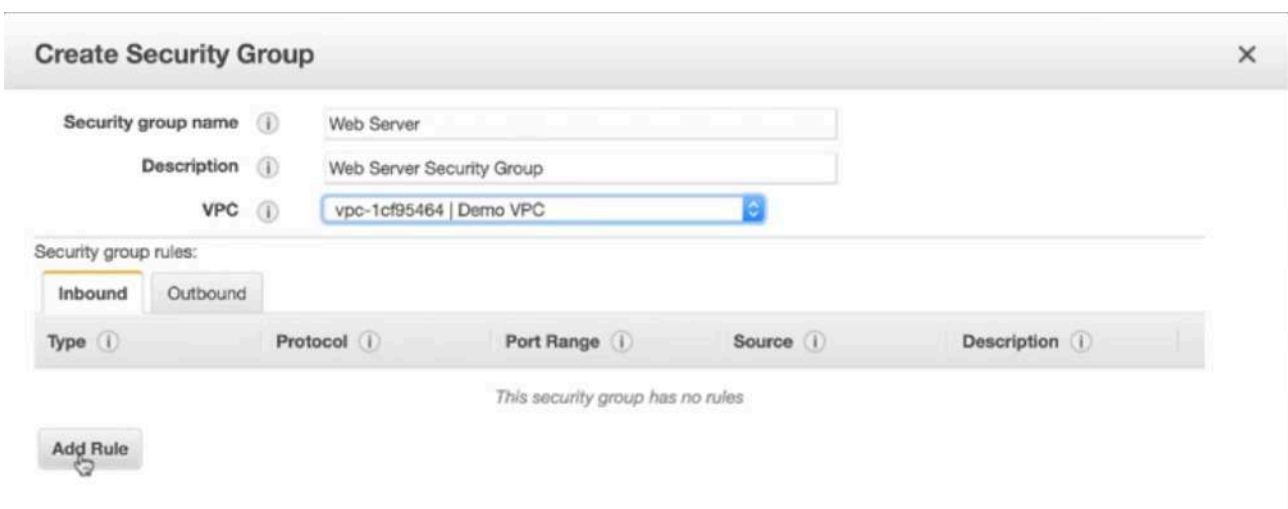 Create Security Group
Security group name
Web Server
Description
Web Server Security Group
VPC
vpc-1cf95464 | Demo VPC
Security group rules:
Inbound Outbound
Type Protocol Port Range Source Description
This security group has no rules
Add Rule